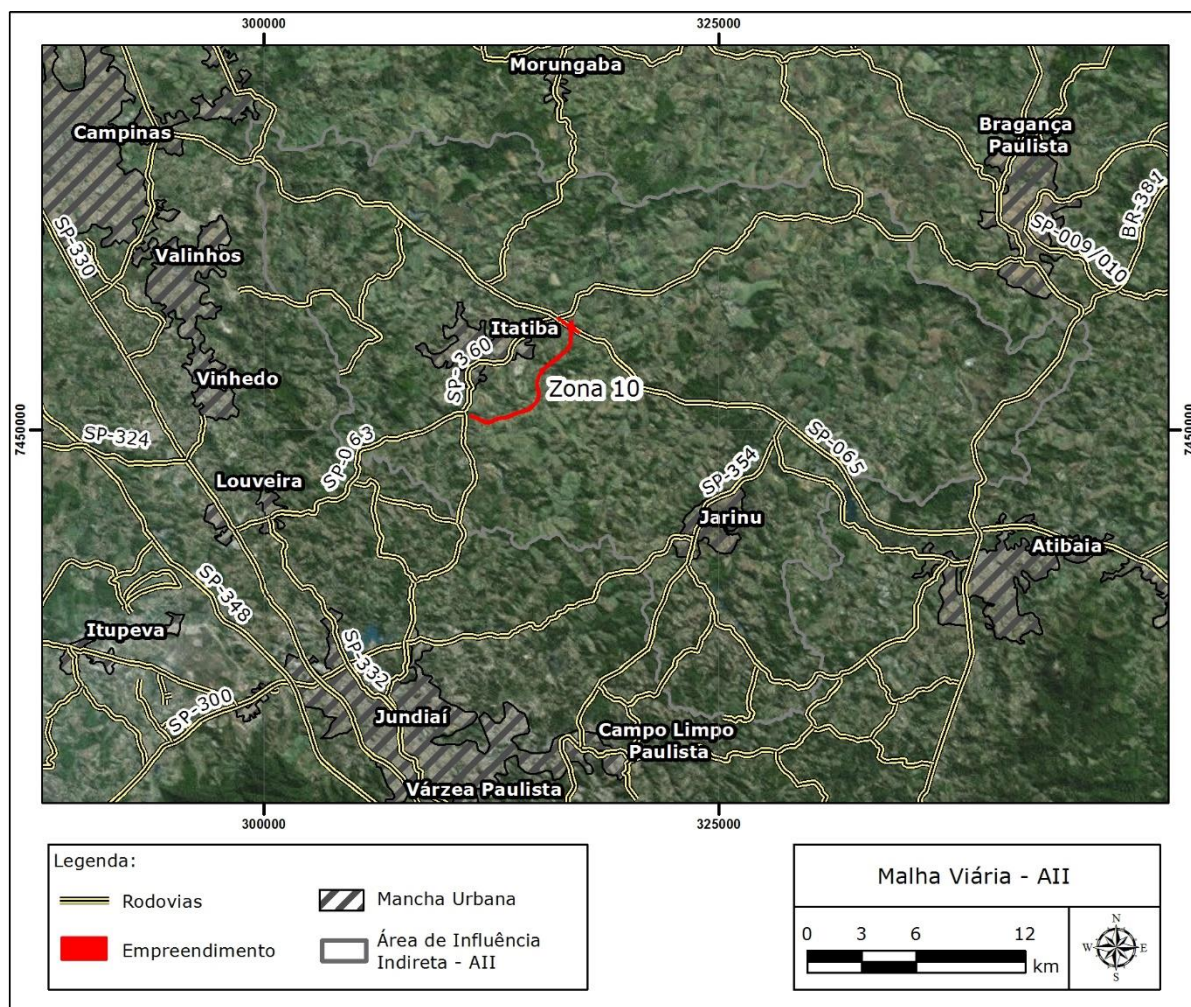 300000
325000
Morungaba
Campinas
Bragança
Paulista
BR-381
SP-009/010
SP-330
Valinhos
Itatiba
SP-360
Vinhedo
Zona 10
7450000
7450000
SP-324
SP-063
SP-065
SP-354
Louveira
Jarinu
Atibaia
SP-348
Itupeva
SP-332
SP-300
Jundiaí
Campo Limpo
Paulista
Várzea Paulista
300000
325000
Legenda:
Rodovias
Mancha Urbana
Empreendimento
Área de Influência
Indireta - AII
Malha Viária - AII
0 3 6 12
km
N
W E
S